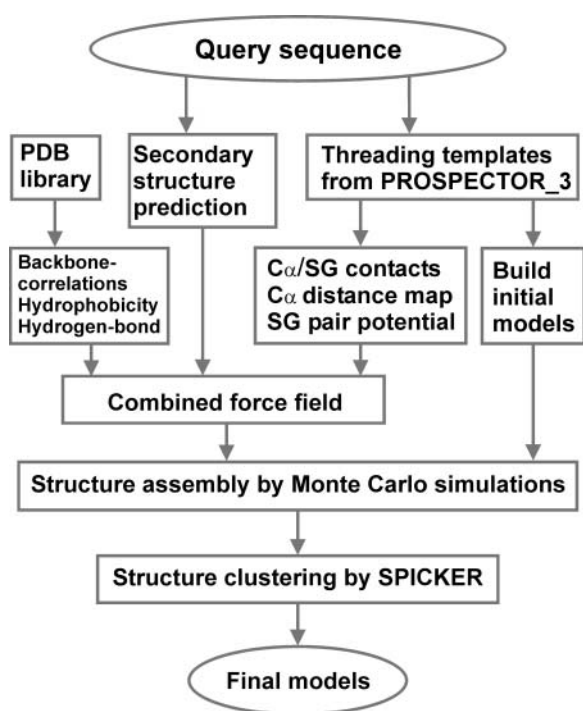 Query sequence
PDB
library
Secondary
structure
prediction
Threading templates
from PROSPECTOR_3
Backbone-
correlations
Hydrophobicity
Hydrogen-bond
Cα/SG contacts
Cα distance map
SG pair potential
Build
initial
models
Combined force field
Structure assembly by Monte Carlo simulations
Structure clustering by SPICKER
Final models